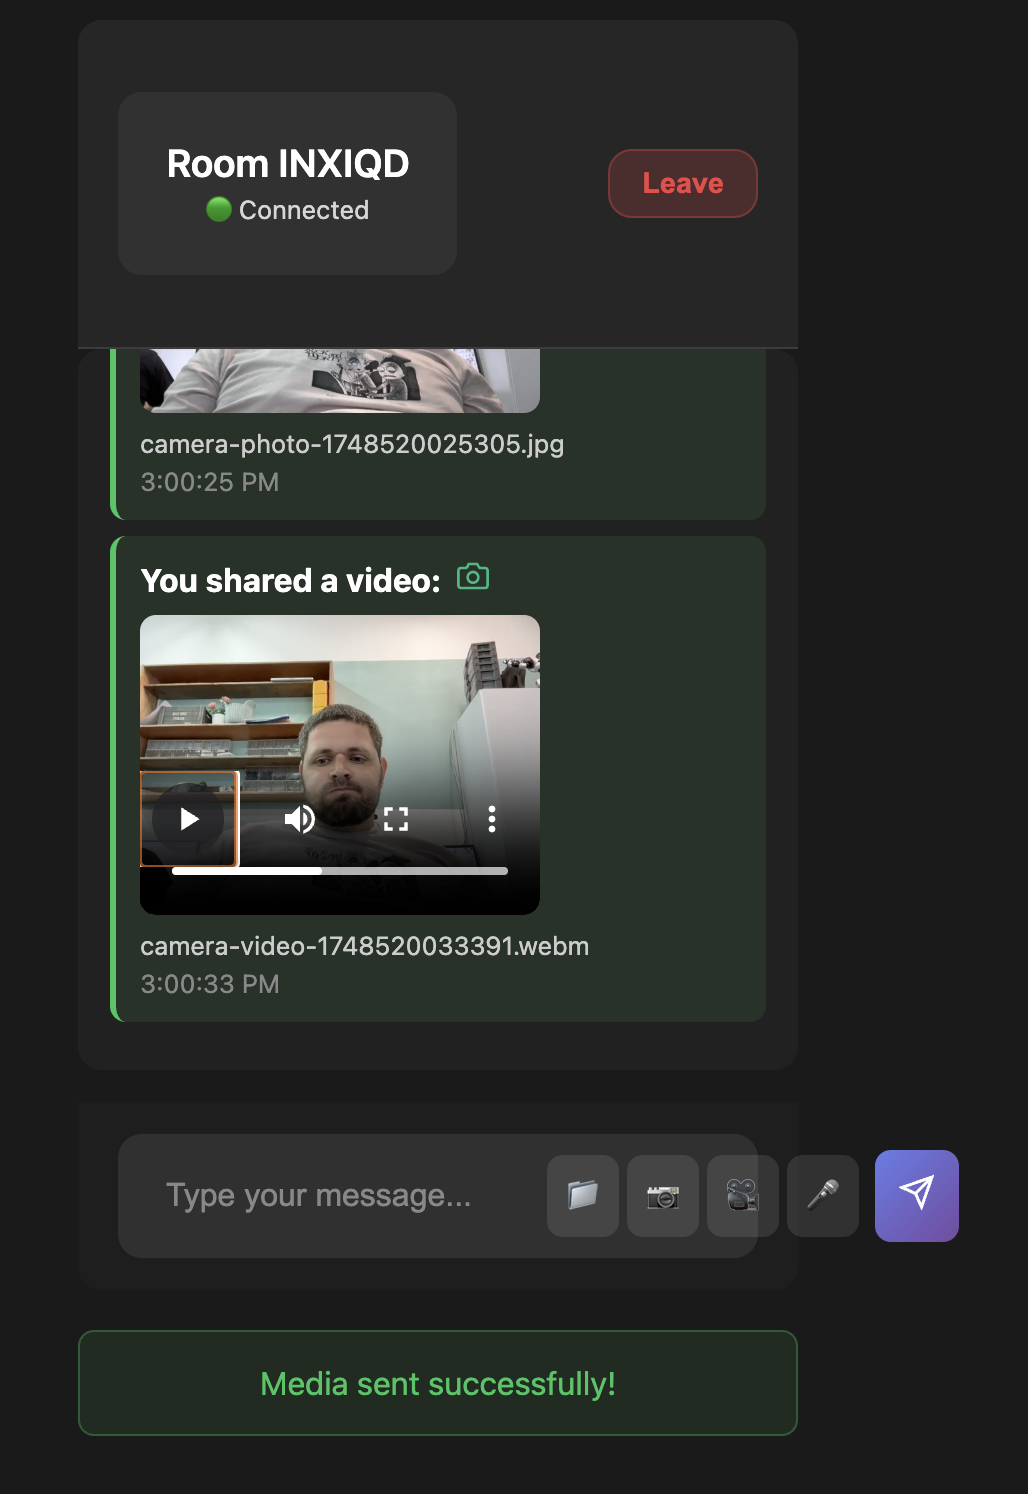 Room INXIQD
Connected
Leave
camera-photo-1748520025305.jpg
3:00:25 PM
You shared a video:
camera-video-1748520033391.webm
3:00:33 PM
Type your message...
Media sent successfully!